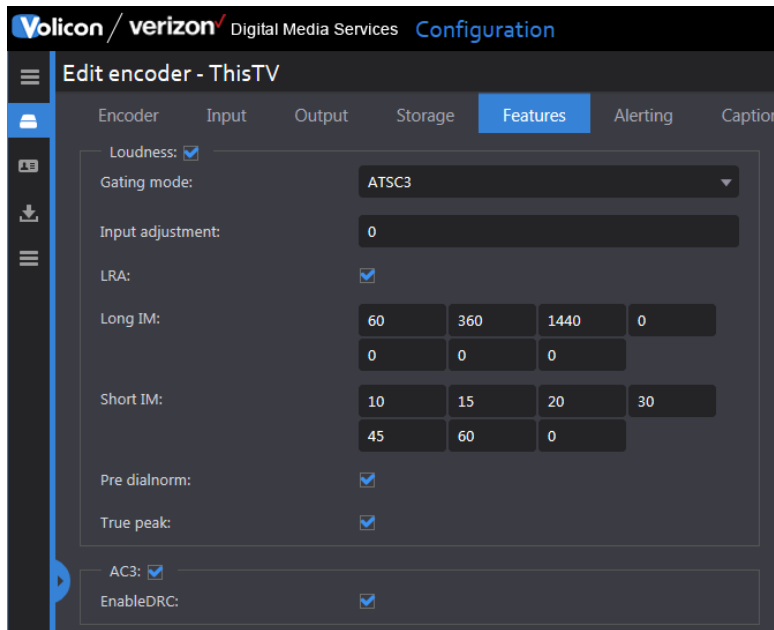 Volicon / verizon✓ Digital Media Services Configuration
Edit encoder - ThisTV
Encoder Input Output Storage Features Alerting Caption
Loudness:
Gating mode: ATSC3
Input adjustment: 0
LRA:
Long IM: 60 360 1440 0
0 0 0
Short IM: 10 15 20 30
45 60 0
Pre dialnorm:
True peak:
AC3:
EnableDRC: